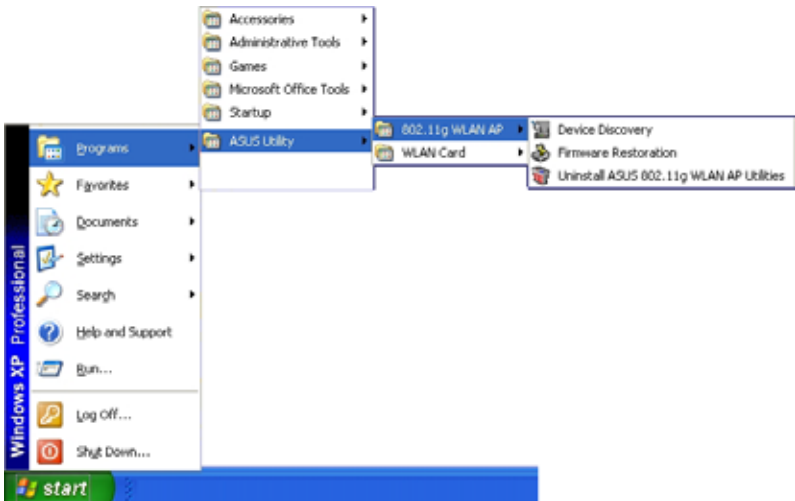 Accessories
Administrative Tools
Games
Microsoft Office Tools
Startup
ASUS Utility
802.11g WLAN AP
WLAN Card
Device Discovery
Firmware Restoration
Uninstall ASUS 802.11g WLAN AP Utilities
Programs
Favorites
Documents
Settings
Search
Help and Support
Run...
Log Off...
Shut Down...
Windows XP Professional
start